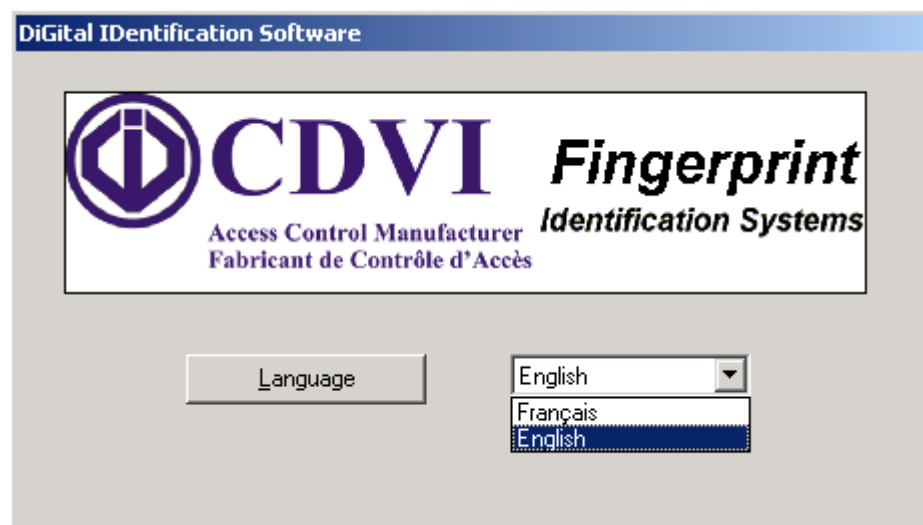 DiGital IDentification Software
CDVI
Access Control Manufacturer
Fabricant de Contrôle d'Accès
Fingerprint
Identification Systems
Language
English
Français
English